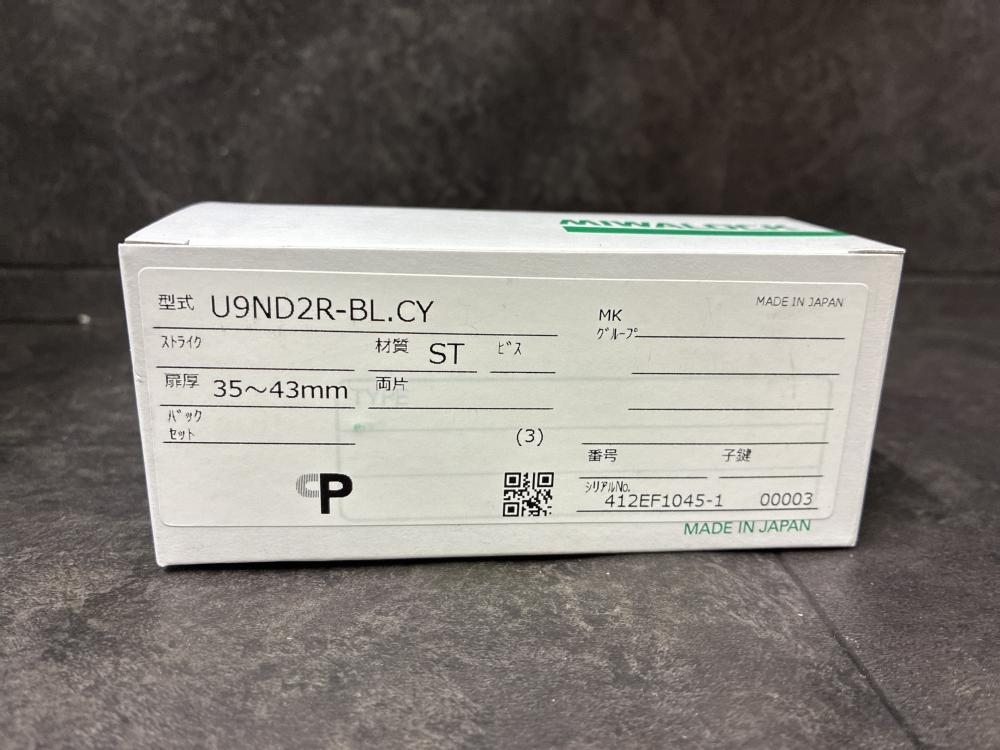 MIWALOCK
型式 U9ND2R-BL.CY
MADE IN JAPAN
MK
ｸﾞﾙｰﾌﾟ
ｽﾄﾗｲｸ 材質 ST ﾋﾞｽ
扉厚 35～43mm 両片
TYPE
ﾊﾞｯｸ
ｾｯﾄ
(3)
番号 子鍵
CP
ｼﾘｱﾙNo.
412EF1045-1 00003
MADE IN JAPAN